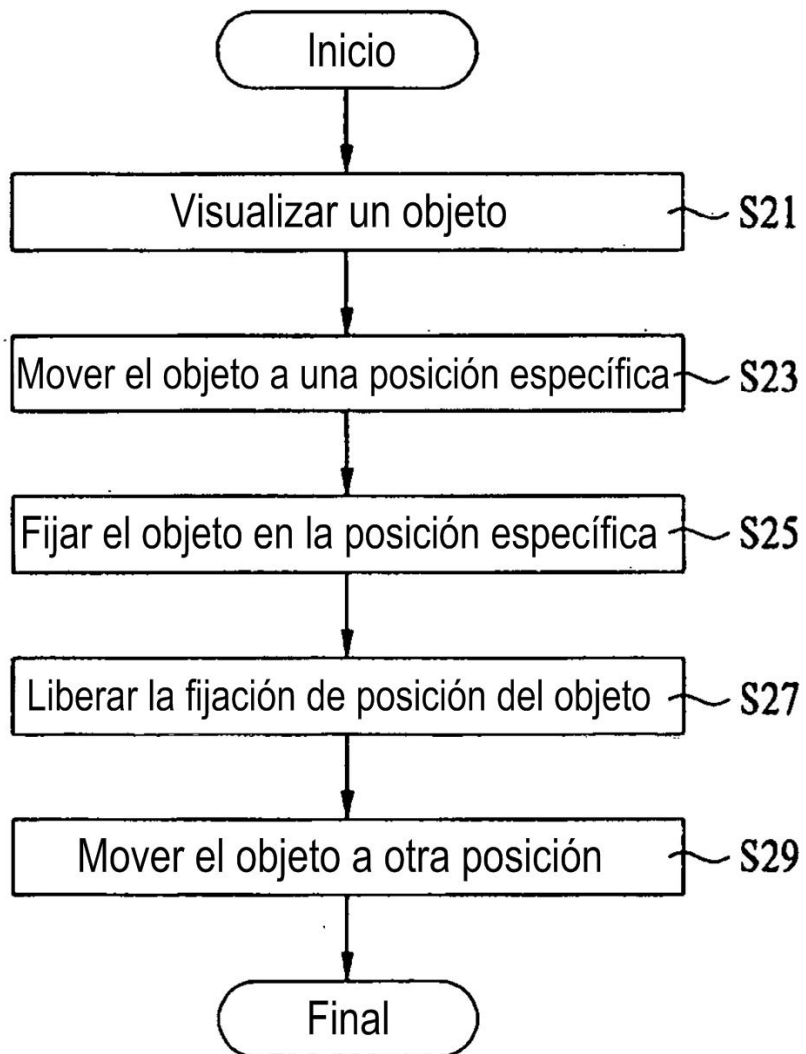 Inicio
Visualizar un objeto S21
Mover el objeto a una posición específica S23
Fijar el objeto en la posición específica S25
Liberar la fijación de posición del objeto S27
Mover el objeto a otra posición S29
Final